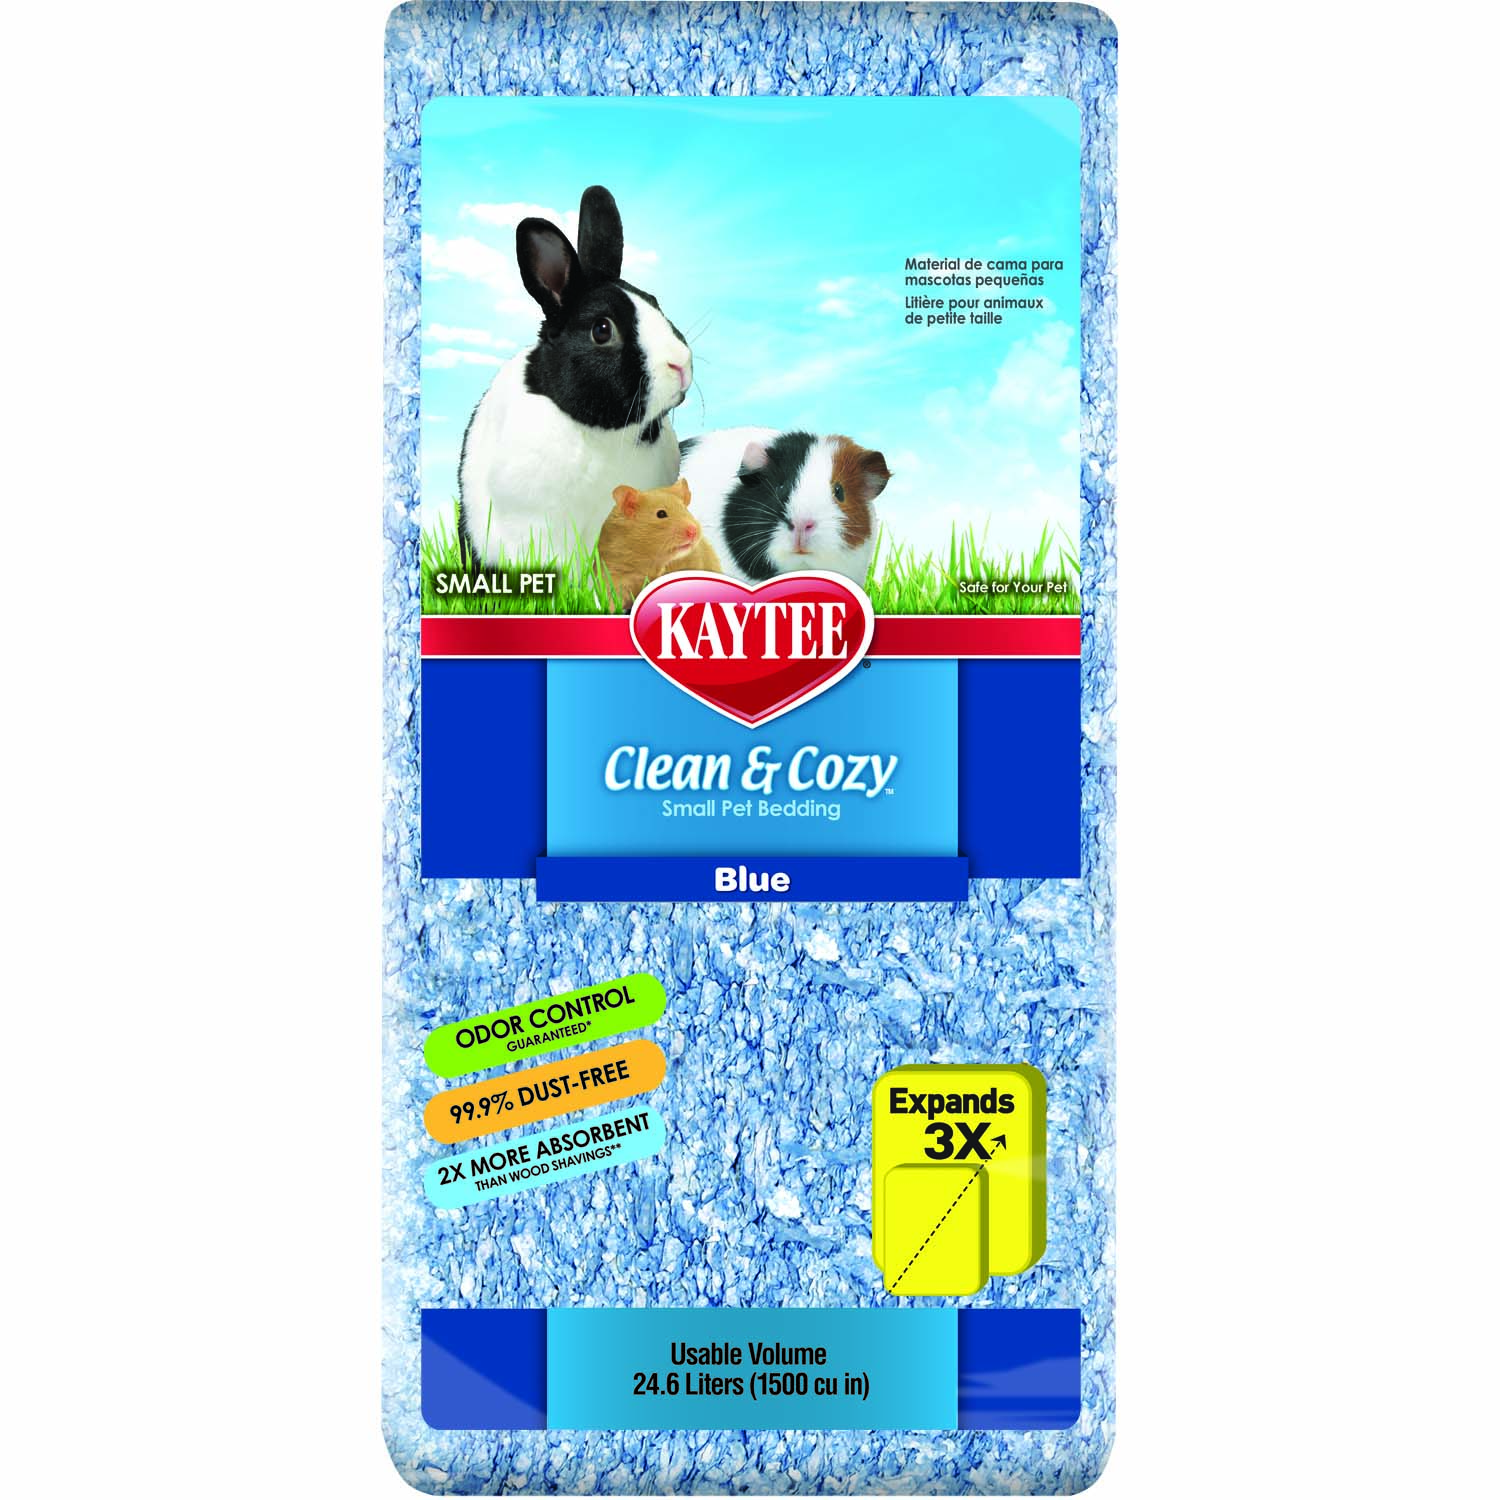 Material de cama para
mascotas pequeñas
Litière pour animaux
de petite taille
SMALL PET
Safe for Your Pet
KAYTEE®
Clean & Cozy™
Small Pet Bedding
Blue
ODOR CONTROL
GUARANTEED*
99.9% DUST-FREE
2X MORE ABSORBENT
THAN WOOD SHAVINGS**
Expands
3X
Usable Volume
24.6 Liters (1500 cu in)